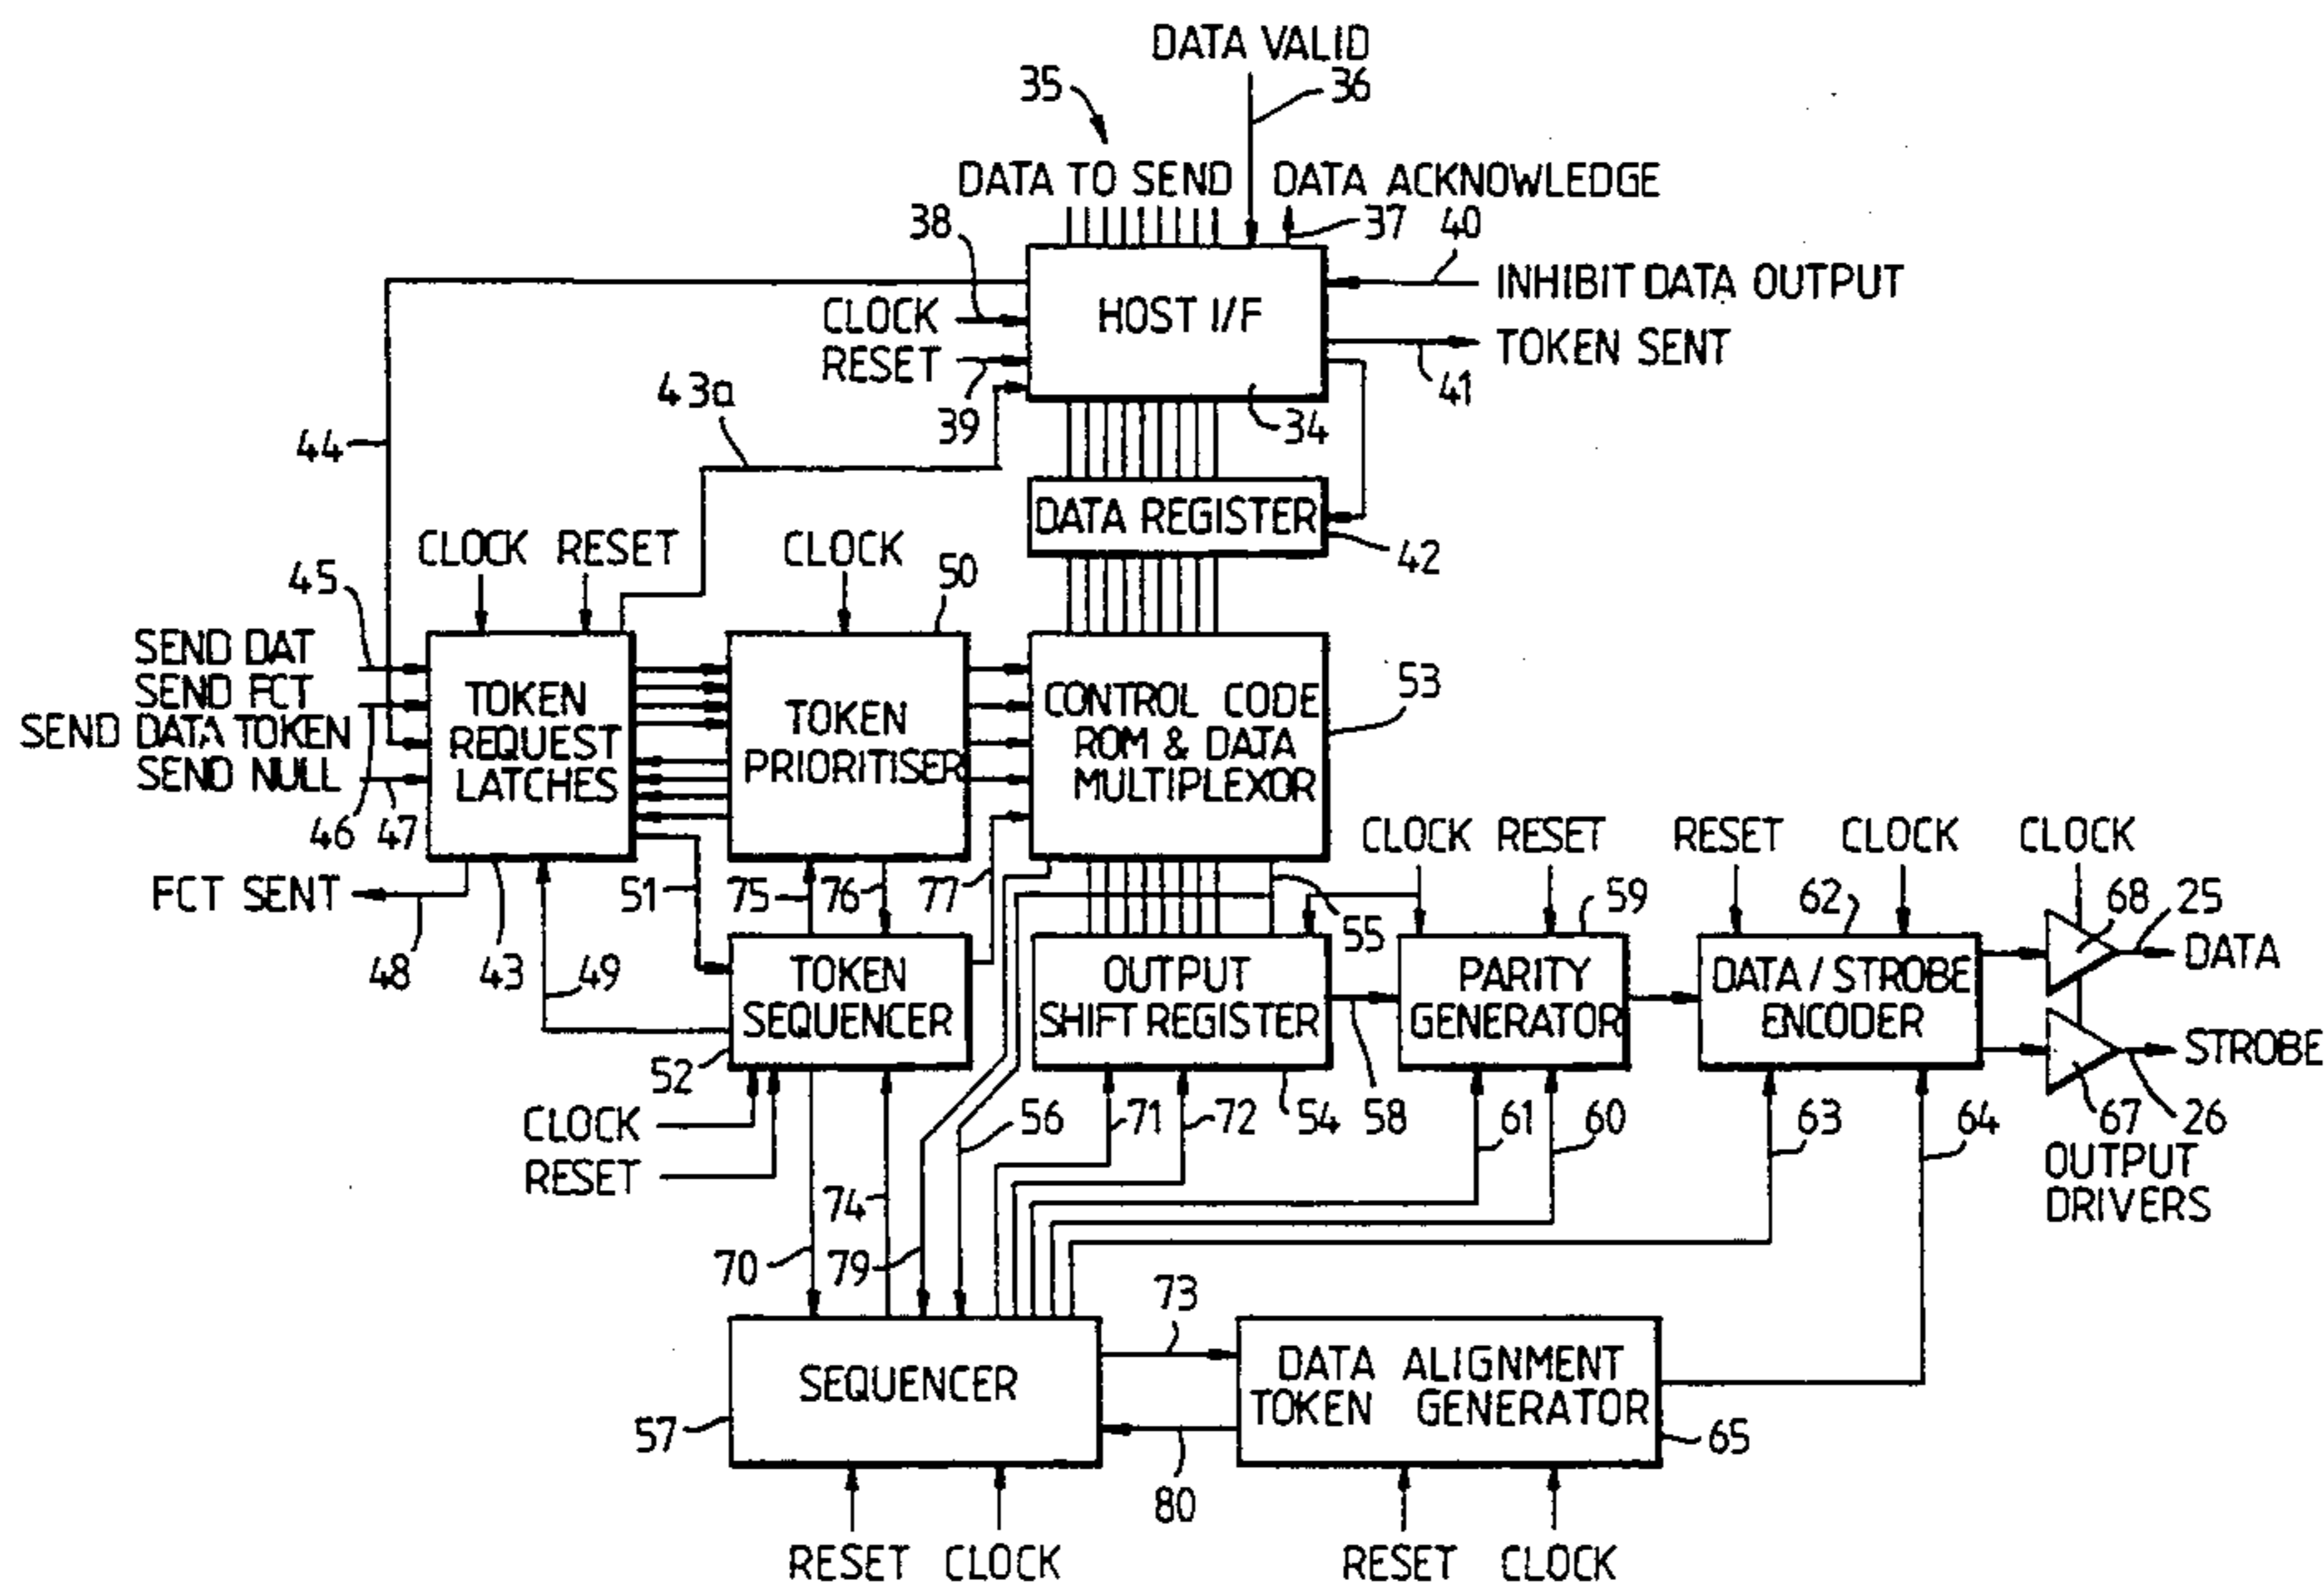 DATA VALID
35
36
DATA TO SEND
DATA ACKNOWLEDGE
38
37
40
CLOCK
HOST I/F
INHIBIT DATA OUTPUT
RESET
TOKEN SENT
43a
39
34
41
44
DATA REGISTER
CLOCK RESET
CLOCK
50
42
45
SEND DAT
SEND FCT
SEND DATA TOKEN
SEND NULL
TOKEN
REQUEST
LATCHES
TOKEN
PRIORITISER
CONTROL CODE
ROM & DATA
MULTIPLEXOR
53
46 47
CLOCK RESET
RESET CLOCK
CLOCK
FCT SENT
51
75
76
77
55
59
62
68
25
48
43
49
TOKEN
SEQUENCER
OUTPUT
SHIFT REGISTER
PARITY
GENERATOR
DATA / STROBE
ENCODER
DATA
STROBE
52
CLOCK
RESET
56
71
72
54
58
61
60
63
64
67
26
OUTPUT
DRIVERS
74
70
79
73
SEQUENCER
DATA ALIGNMENT
TOKEN GENERATOR
57
65
80
RESET CLOCK
RESET CLOCK